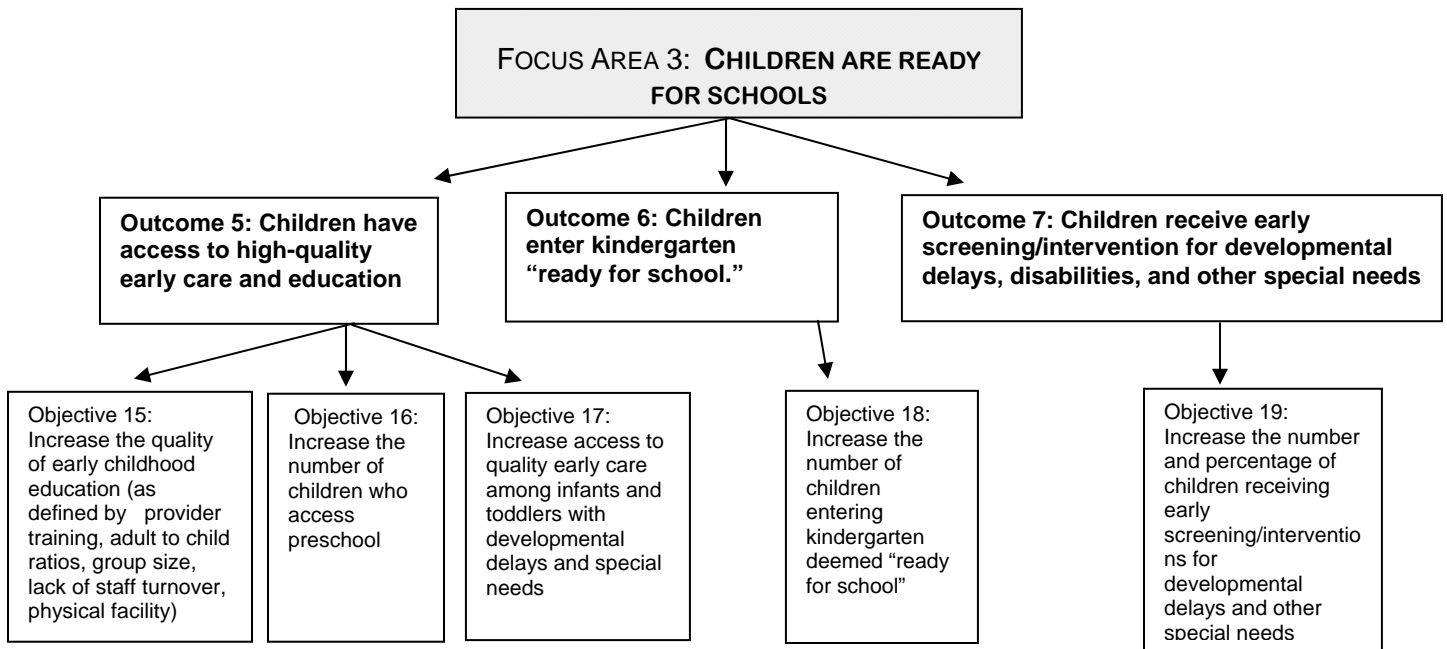 FOCUS AREA 3: CHILDREN ARE READY
FOR SCHOOLS
Outcome 5: Children have
access to high-quality
early care and education
Outcome 6: Children
enter kindergarten
“ready for school.”
Outcome 7: Children receive early
screening/intervention for developmental
delays, disabilities, and other special needs
Objective 15:
Increase the quality
of early childhood
education (as
defined by provider
training, adult to child
ratios, group size,
lack of staff turnover,
physical facility)
Objective 16:
Increase the
number of
children who
access
preschool
Objective 17:
Increase access to
quality early care
among infants and
toddlers with
developmental
delays and special
needs
Objective 18:
Increase the
number of
children
entering
kindergarten
deemed “ready
for school”
Objective 19:
Increase the number
and percentage of
children receiving
early
screening/interventio
ns for
developmental
delays and other
special needs